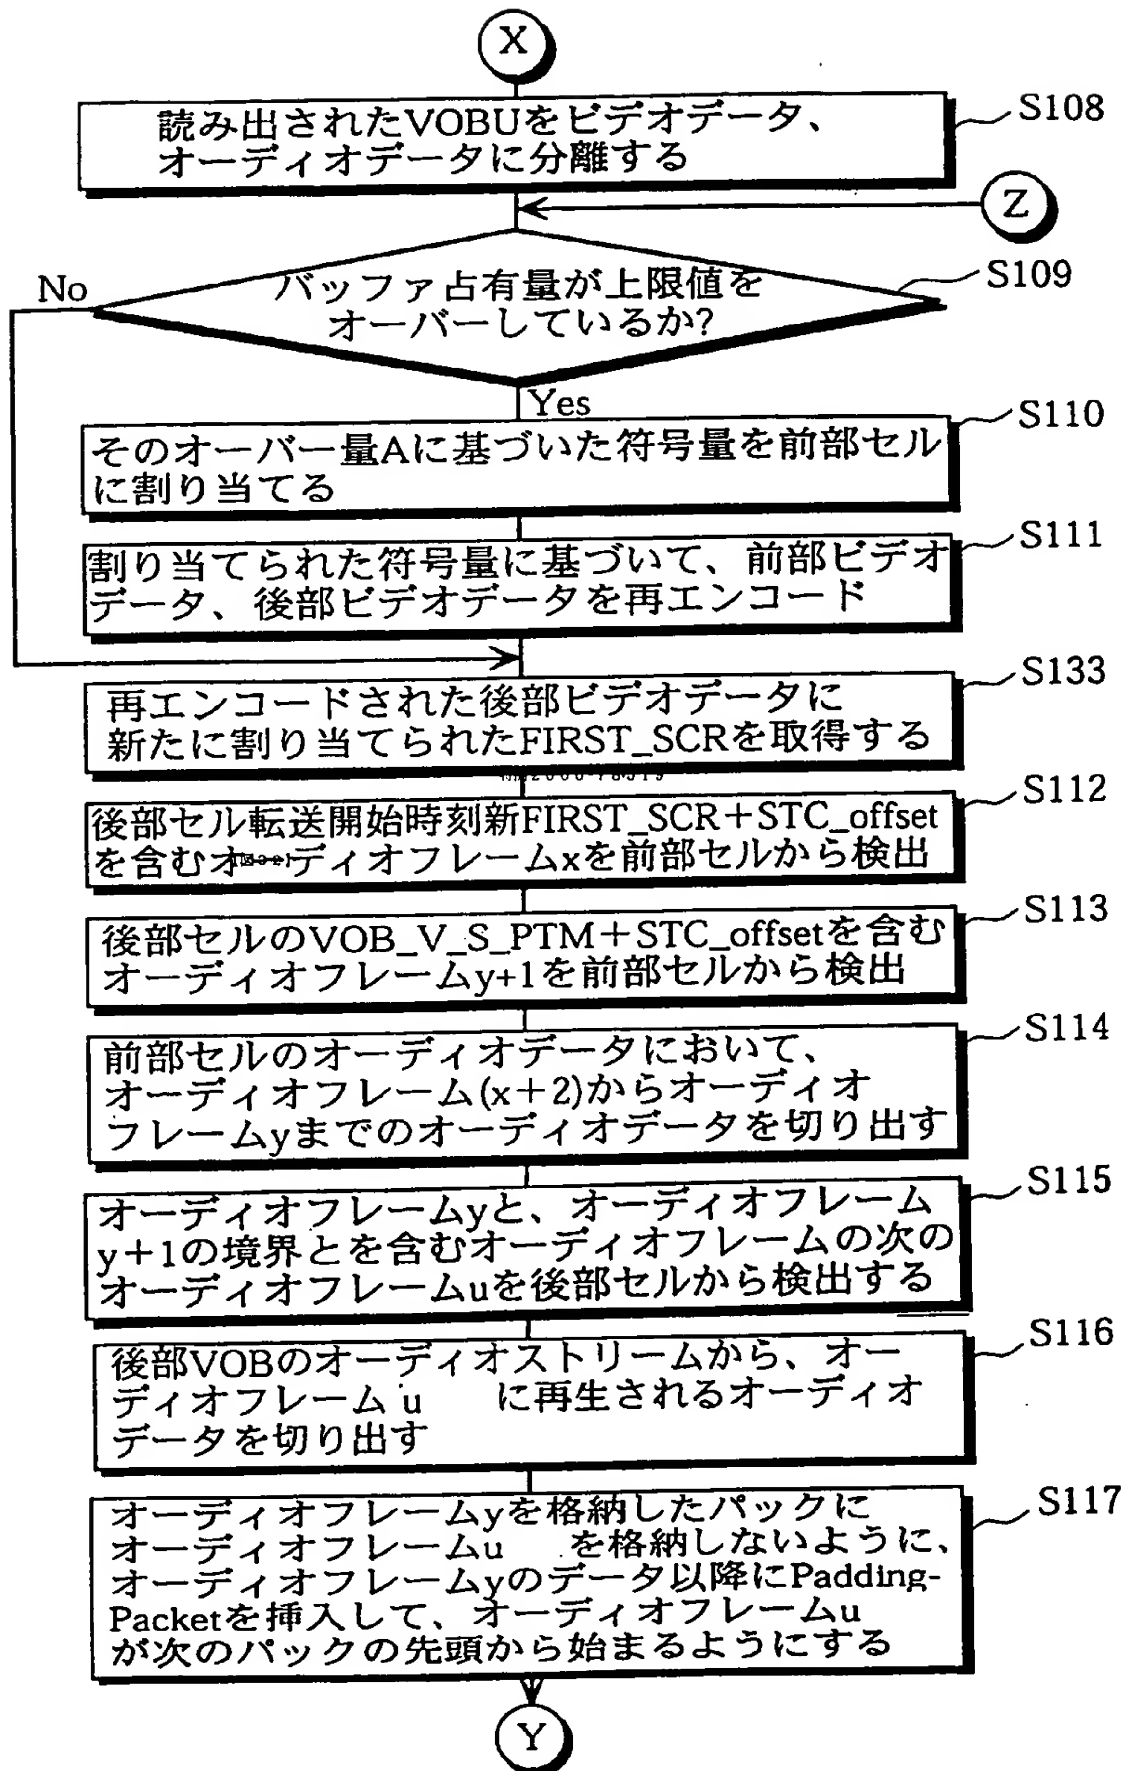 X
読み出されたVOBUをビデオデータ、
オーディオデータに分離する
S108
Z
バッファ占有量が上限値を
オーバーしているか?
S109
No
Yes
そのオーバー量Aに基づいた符号量を前部セル
に割り当てる
S110
割り当てられた符号量に基づいて、前部ビデオ
データ、後部ビデオデータを再エンコード
S111
再エンコードされた後部ビデオデータに
新たに割り当てられたFIRST_SCRを取得する
S133
後部セル転送開始時刻新FIRST_SCR+STC_offset
を含むオーディオフレームxを前部セルから検出
S112
後部セルのVOB_V_S_PTM+STC_offsetを含む
オーディオフレームy+1を前部セルから検出
S113
前部セルのオーディオデータにおいて、
オーディオフレーム(x+2)からオーディオ
フレームyまでのオーディオデータを切り出す
S114
オーディオフレームyと、オーディオフレーム
y+1の境界とを含むオーディオフレームの次の
オーディオフレームuを後部セルから検出する
S115
後部VOBのオーディオストリームから、オー
ディオフレーム u に再生されるオーディオ
データを切り出す
S116
オーディオフレームyを格納したパックに
オーディオフレームu を格納しないように、
オーディオフレームyのデータ以降にPadding-
Packetを挿入して、オーディオフレームu
が次のパックの先頭から始まるようにする
S117
Y